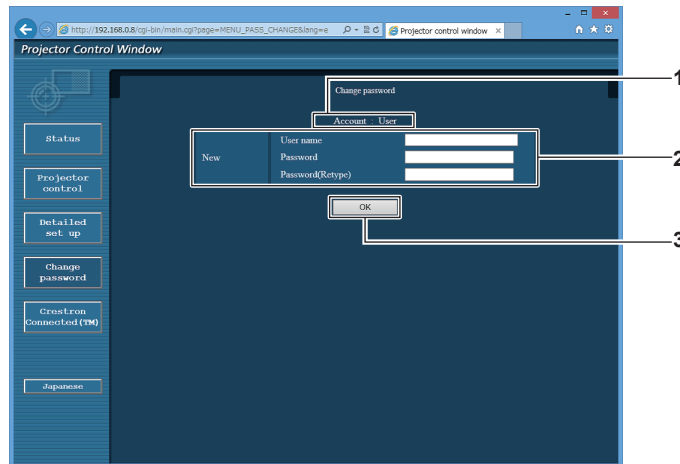 http://192.168.0.8/cgi-bin/main.cgi?page=MENU_PASS_CHANGE&lang=e
Projector control window
Projector Control Window
Change password
1
Account : User
Status
New
User name
Password
Password(Retype)
2
Projector
control
OK
Detailed
set up
3
Change
password
Crestron
Connected(TM)
Japanese